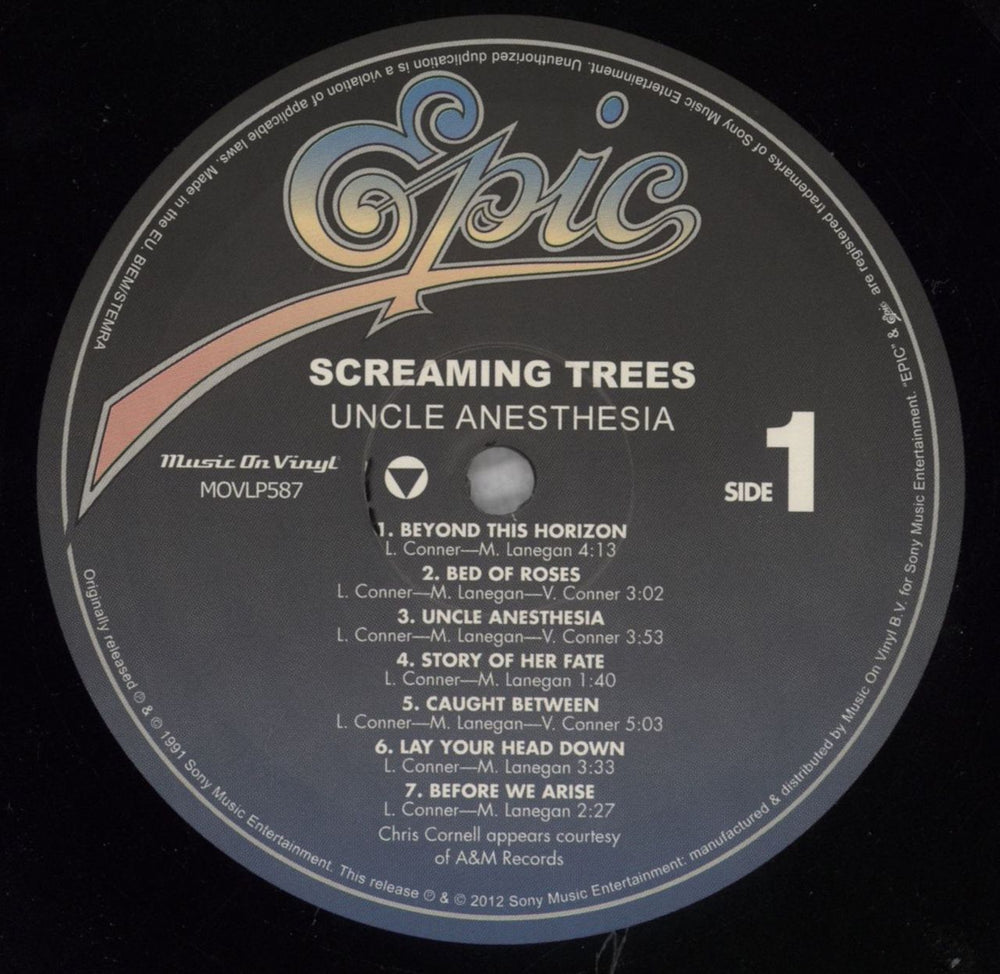 Epic
SCREAMING TREES
UNCLE ANESTHESIA
Music On Vinyl
MOVLP587
SIDE 1
1. BEYOND THIS HORIZON
L. Conner—M. Lanegan 4:13
2. BED OF ROSES
L. Conner—M. Lanegan—V. Conner 3:02
3. UNCLE ANESTHESIA
L. Conner—M. Lanegan—V. Conner 3:53
4. STORY OF HER FATE
L. Conner—M. Lanegan 1:40
5. CAUGHT BETWEEN
L. Conner—M. Lanegan—V. Conner 5:03
6. LAY YOUR HEAD DOWN
L. Conner—M. Lanegan 3:33
7. BEFORE WE ARISE
L. Conner—M. Lanegan 2:27
Chris Cornell appears courtesy
of A&M Records
Originally released ℗ & © 1991 Sony Music Entertainment. This release ℗ & © 2012 Sony Music Entertainment: manufactured & distributed by Music On Vinyl B.V. for Sony Music Entertainment. "EPIC" & Epic are registered trademarks of Sony Music Entertainment. Unauthorized duplication is a violation of applicable laws. Made in the EU. BIEM/STEMRA